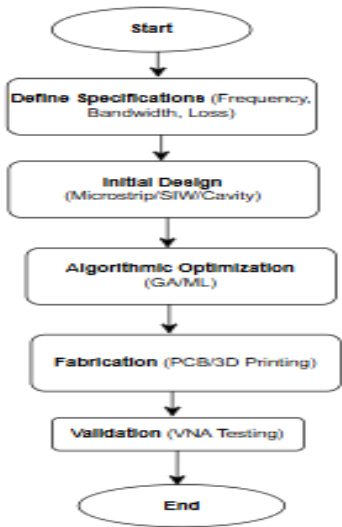 Start
Define Specifications (Frequency,
Bandwidth, Loss)
Initial Design
(Microstrip/SIW/Cavity)
Algorithmic Optimization
(GA/ML)
Fabrication (PCB/3D Printing)
Validation (VNA Testing)
End